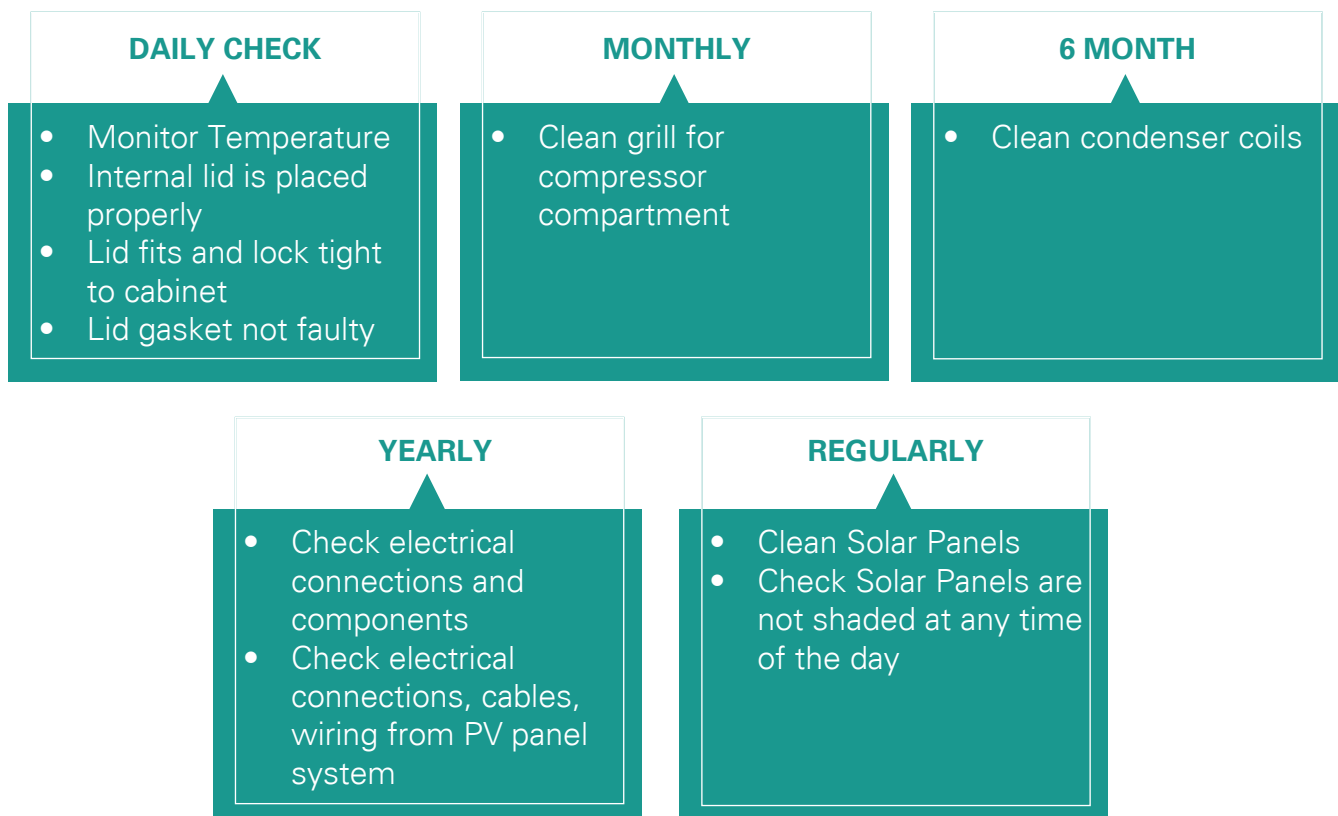 DAILY CHECK
• Monitor Temperature
• Internal lid is placed
properly
• Lid fits and lock tight
to cabinet
• Lid gasket not faulty
MONTHLY
• Clean grill for
compressor
compartment
6 MONTH
• Clean condenser coils
YEARLY
• Check electrical
connections and
components
• Check electrical
connections, cables,
wiring from PV panel
system
REGULARLY
• Clean Solar Panels
• Check Solar Panels are
not shaded at any time
of the day